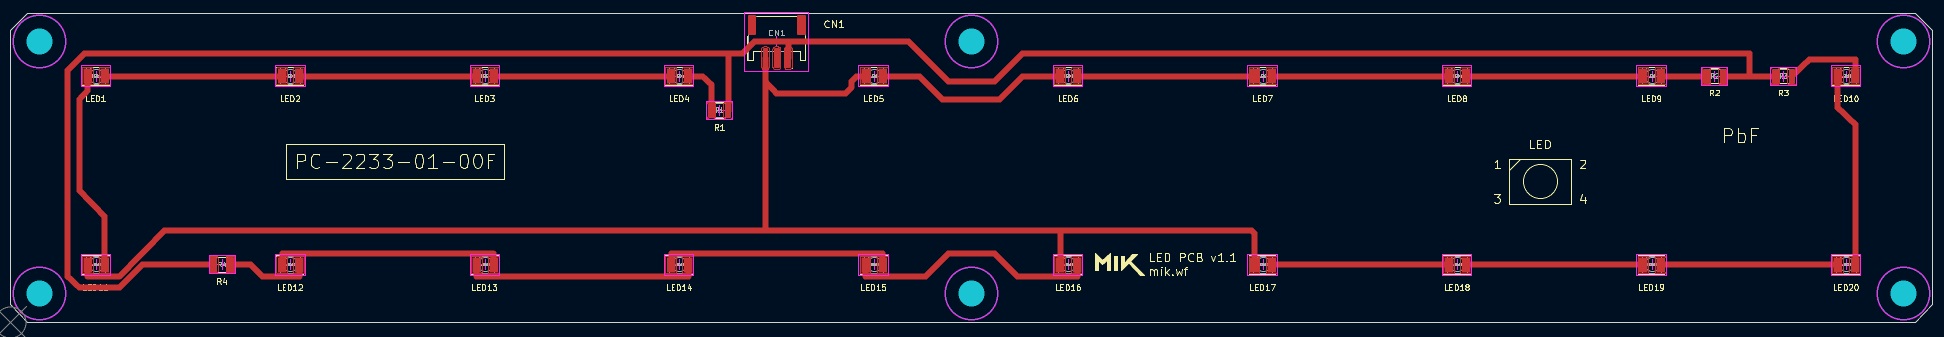 CN1
CN1
LED1
LED2
LED3
LED4
LED5
LED6
LED7
LED8
LED9
R2
R3
LED10
R1
PbF
LED
PC-2233-01-00F
1
2
3
4
MiK
LED PCB v1.1
mik.wf
R4
LED11
LED12
LED13
LED14
LED15
LED16
LED17
LED18
LED19
LED20